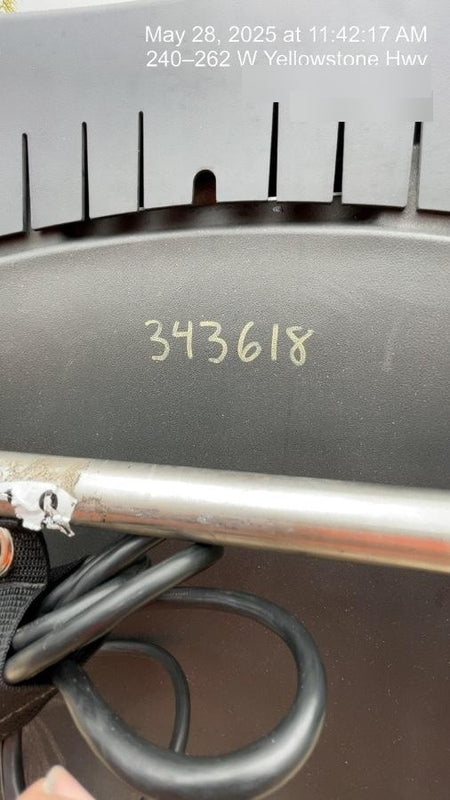 May 28, 2025 at 11:42:17 AM
240–262 W Yellowstone Hwy
343618